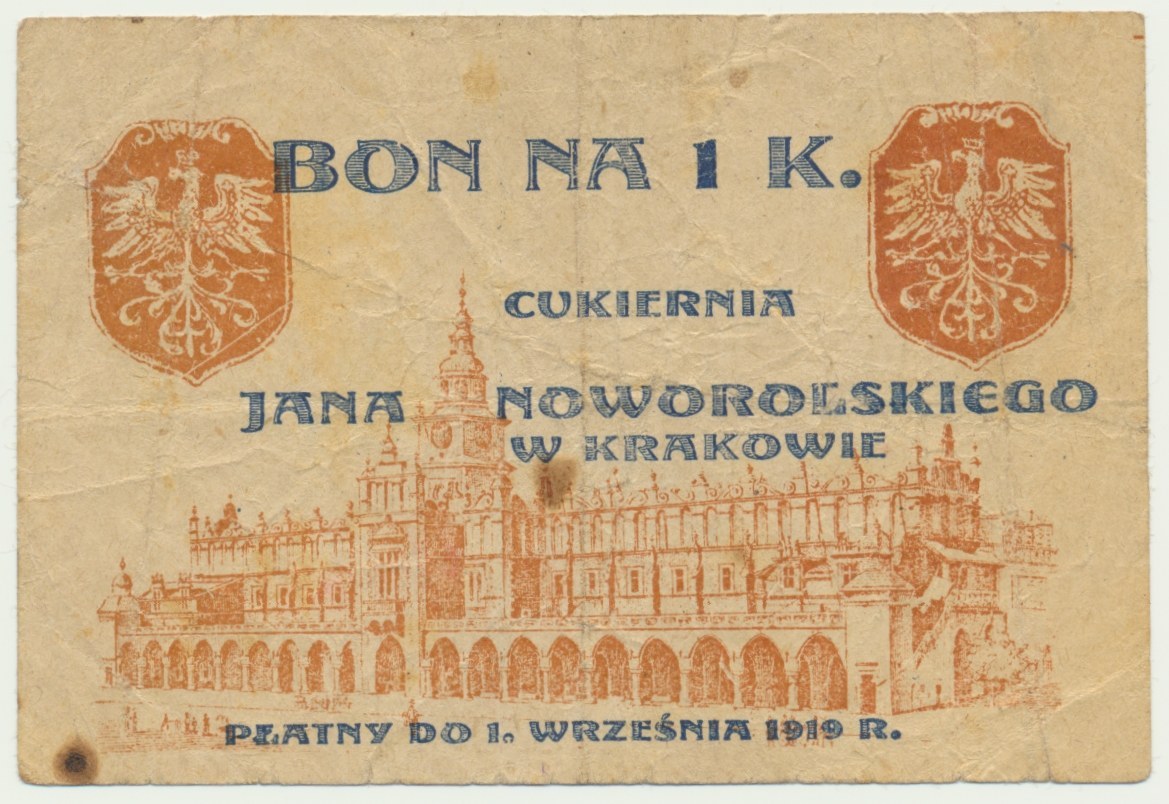 BON NA 1 K.
CUKIERNIA
JANA NOWOROLSKIEGO
W KRAKOWIE
PŁATNY DO 1. WRZEŚNIA 1919 R.